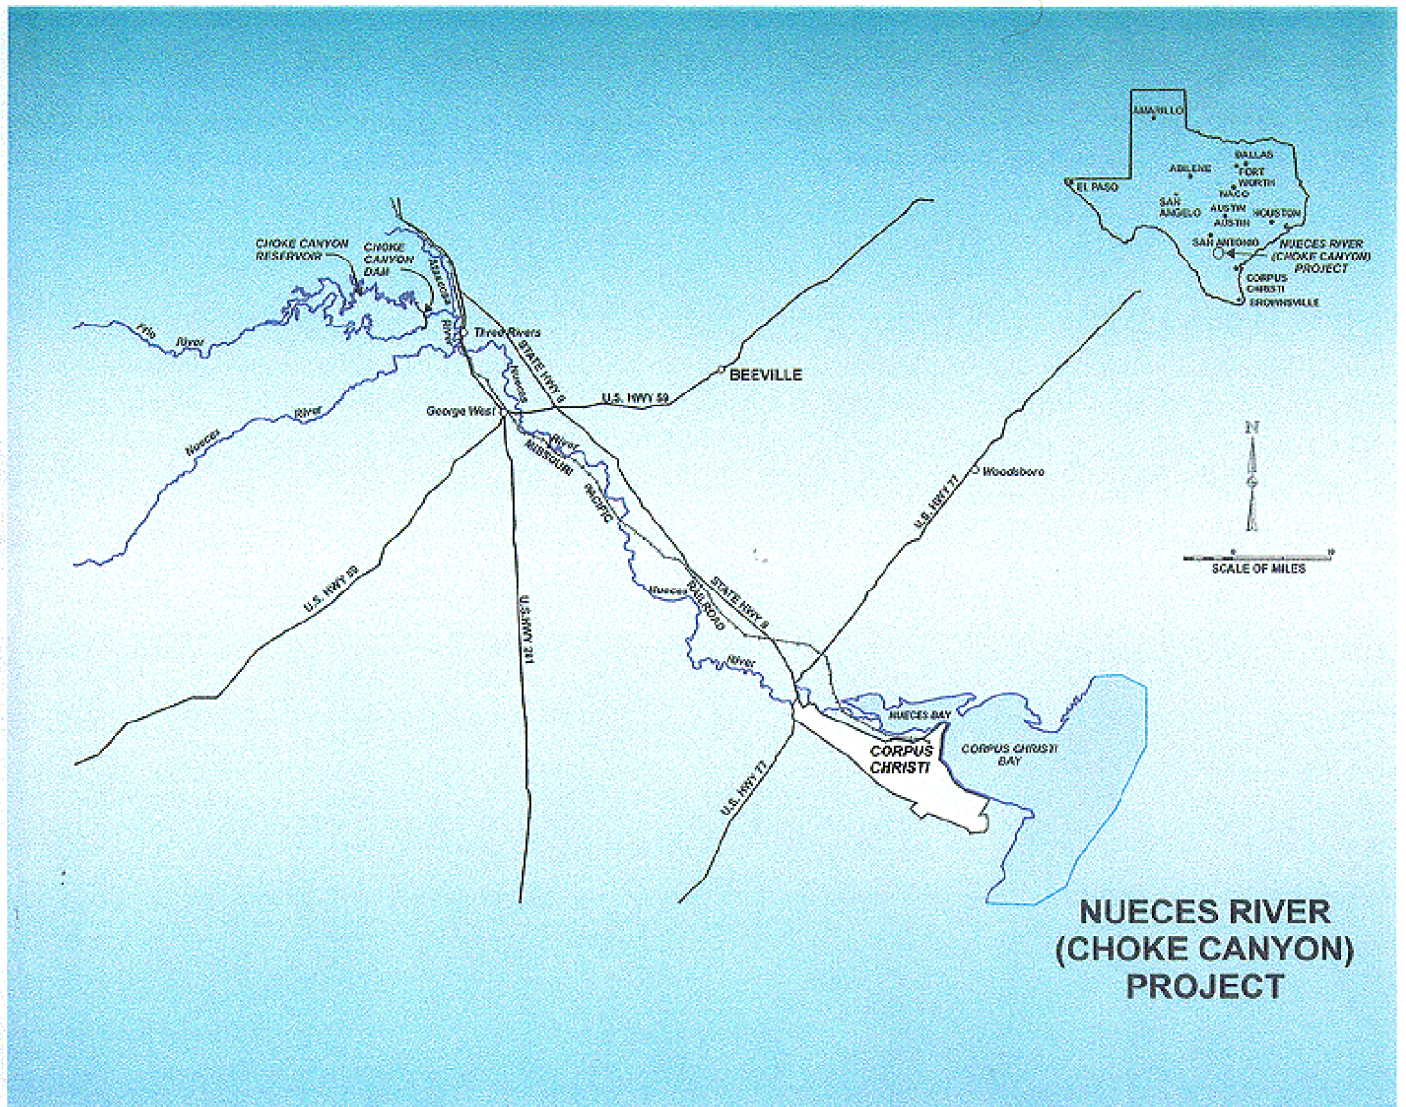 AMARILLO
DALLAS
ABILENE
FORT
WORTH
EL PASO
WACO
SAN
ANGELO
AUSTIN
AUSTIN
HOUSTON
SAN ANTONIO
NUECES RIVER
(CHOKE CANYON)
PROJECT
CORPUS
CHRISTI
BROWNSVILLE
CHOKE CANYON
RESERVOIR
CHOKE
CANYON
DAM
Atascosa
River
Frio
River
Three Rivers
STATE HWY 9
Nueces
BEEVILLE
U.S. HWY 59
George West
Nueces
River
River
MISSOURI
PACIFIC
Woodsboro
U.S. HWY 77
N
0
10
SCALE OF MILES
U.S. HWY 59
U.S.HWY 281
Nueces
RAILROAD
STATE HWY 9
River
NUECES BAY
CORPUS
CHRISTI
CORPUS CHRISTI
BAY
U.S. HWY 77
NUECES RIVER
(CHOKE CANYON)
PROJECT